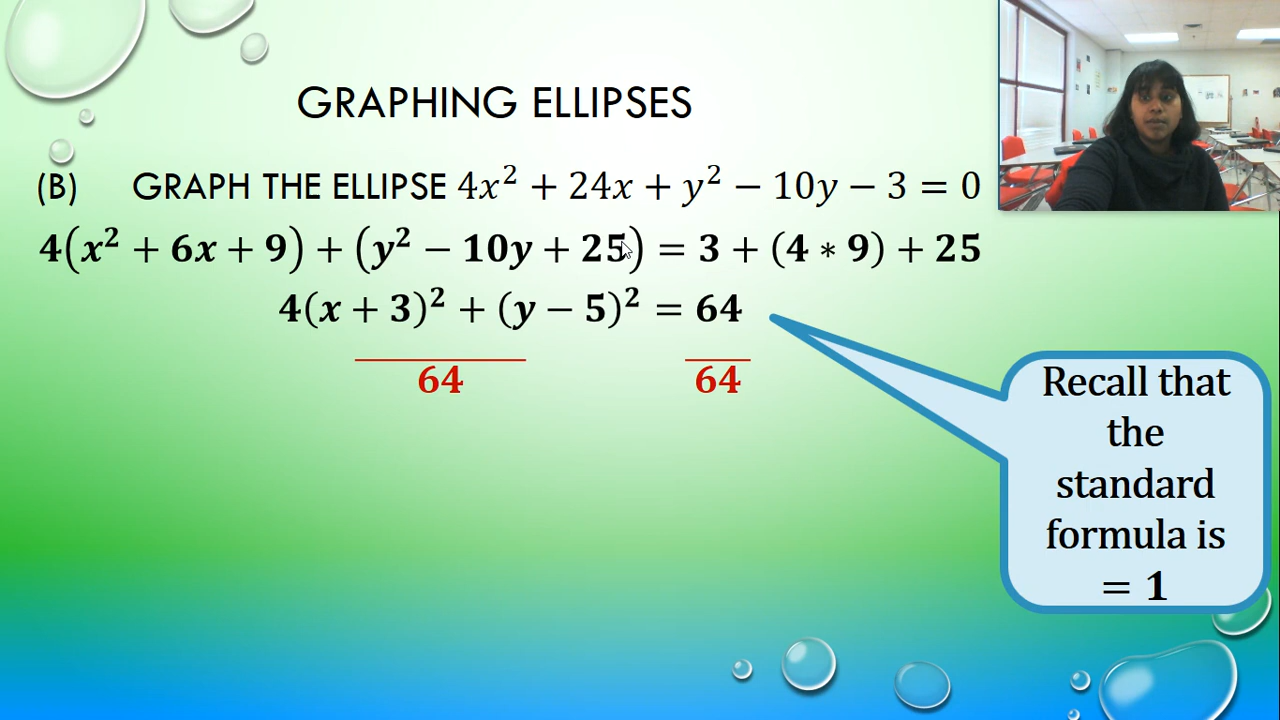 GRAPHING ELLIPSES
(B) GRAPH THE ELLIPSE 4x² + 24x + y² − 10y − 3 = 0
4(x² + 6x + 9) + (y² − 10y + 25) = 3 + (4 ∗ 9) + 25
4(x + 3)² + (y − 5)² = 64
64 64
Recall that
the
standard
formula is
= 1